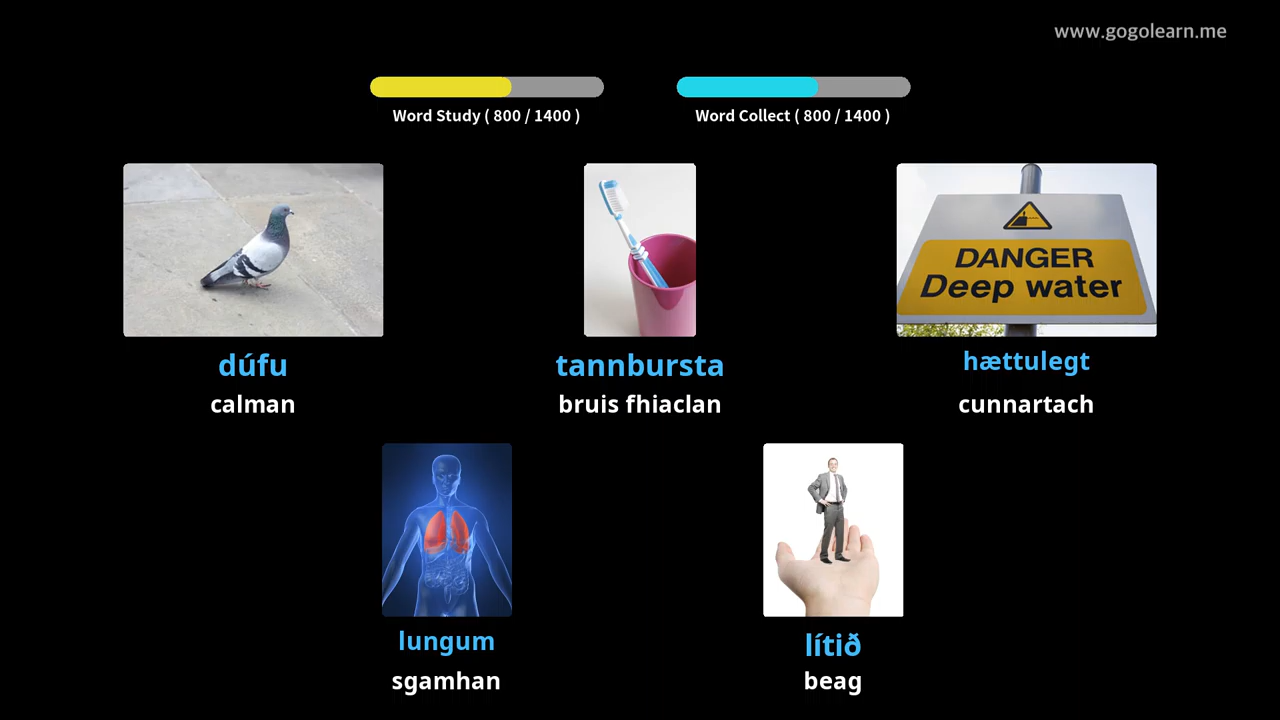 www.gogolearn.me
Word Study ( 800 / 1400 )
Word Collect ( 800 / 1400 )
DANGER
Deep water
dúfu
calman
tannbursta
bruis fhiaclan
hættulegt
cunnartach
lungum
sgamhan
lítið
beag